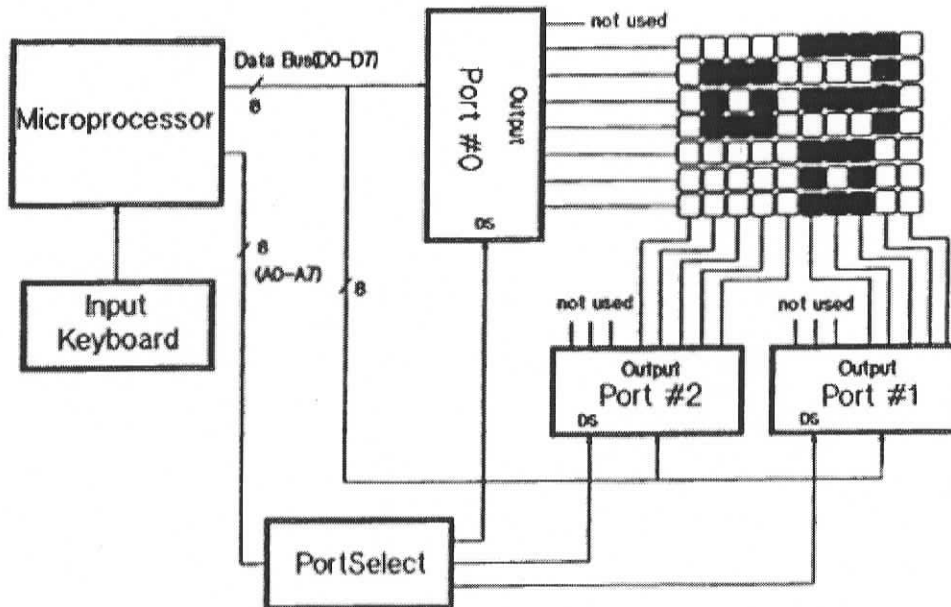 not used
Data Bus(D0-D7)
8
Microprocessor
Output
Port #0
DS
8
(A0-A7)
8
Input
Keyboard
not used
not used
Output
Port #2
DS
Output
Port #1
DS
PortSelect